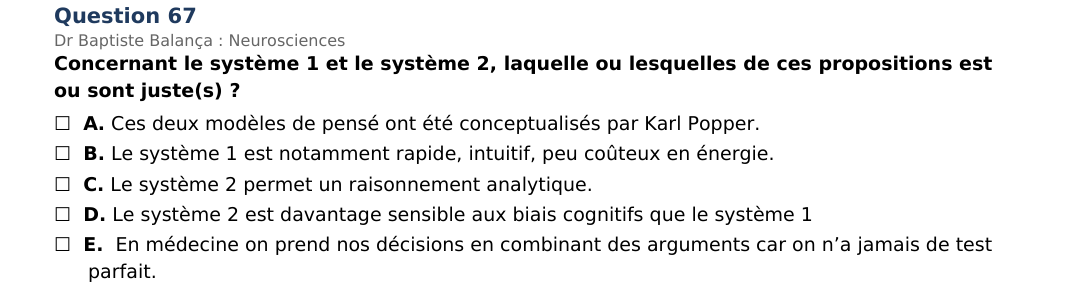 Question 67
Dr Baptiste Balança : Neurosciences
Concernant le système 1 et le système 2, laquelle ou lesquelles de ces propositions est
ou sont juste(s) ?
☐ A. Ces deux modèles de pensé ont été conceptualisés par Karl Popper.
☐ B. Le système 1 est notamment rapide, intuitif, peu coûteux en énergie.
☐ C. Le système 2 permet un raisonnement analytique.
☐ D. Le système 2 est davantage sensible aux biais cognitifs que le système 1
☐ E. En médecine on prend nos décisions en combinant des arguments car on n’a jamais de test
parfait.